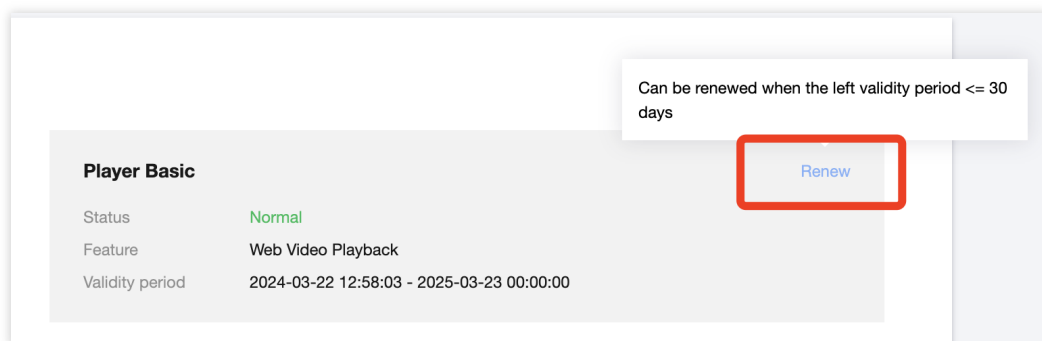 Can be renewed when the left validity period <= 30
days
Player Basic
Renew
Status
Normal
Feature
Web Video Playback
Validity period
2024-03-22 12:58:03 - 2025-03-23 00:00:00